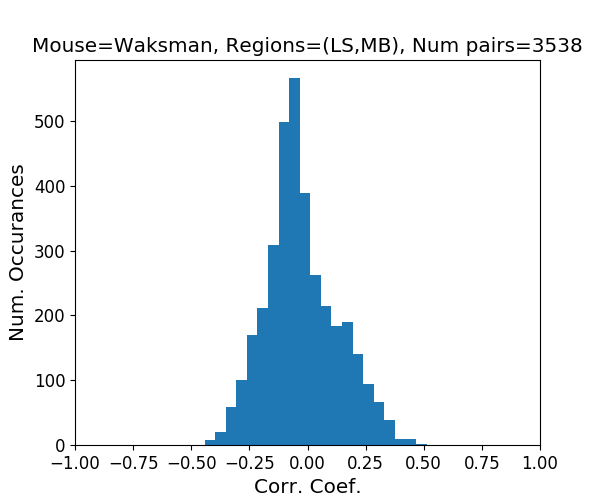 Mouse=Waksman, Regions=(LS,MB), Num pairs=3538
500
400
300
200
100
0
Num. Occurances
−1.00 −0.75 −0.50 −0.25 0.00 0.25 0.50 0.75 1.00
Corr. Coef.